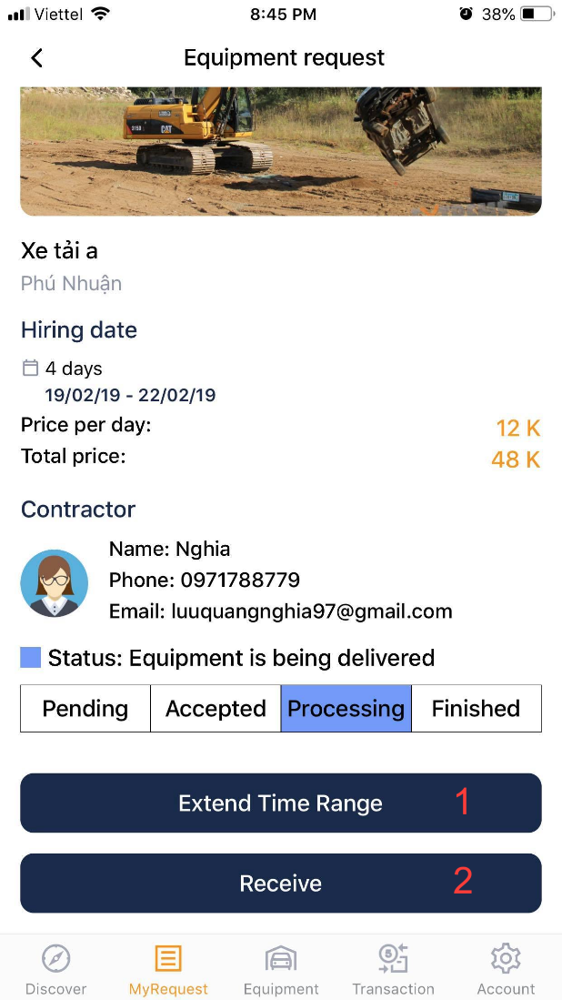 Viettel 8:45 PM 38%
Equipment request
315D CAT
Xe tải a
Phú Nhuận
Hiring date
4 days
19/02/19 - 22/02/19
Price per day: 12 K
Total price: 48 K
Contractor
Name: Nghia
Phone: 0971788779
Email: luuquangnghia97@gmail.com
Status: Equipment is being delivered
Pending Accepted Processing Finished
Extend Time Range 1
Receive 2
Discover MyRequest Equipment Transaction Account